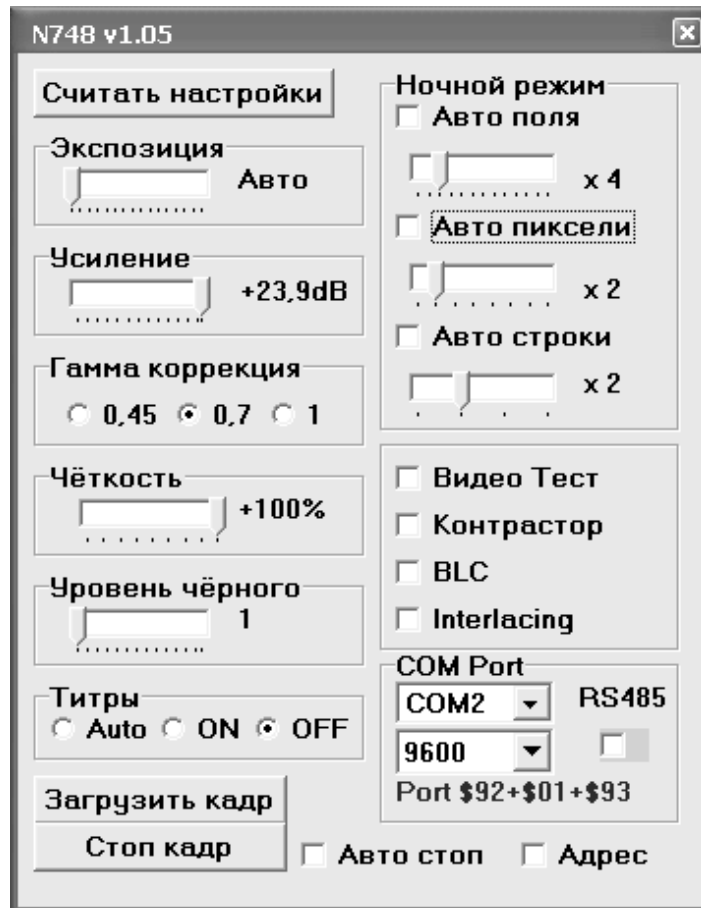 N748 v1.05
Считать настройки
Экспозиция
Авто
Усиление
+23,9dB
Гамма коррекция
0,45 0,7 1
Чёткость
+100%
Уровень чёрного
1
Титры
Auto ON OFF
Загрузить кадр
Стоп кадр
Ночной режим
Авто поля
x 4
Авто пиксели
x 2
Авто строки
x 2
Видео Тест
Контрастор
BLC
Interlacing
COM Port
COM2 RS485
9600
Port $92+$01+$93
Авто стоп Адрес